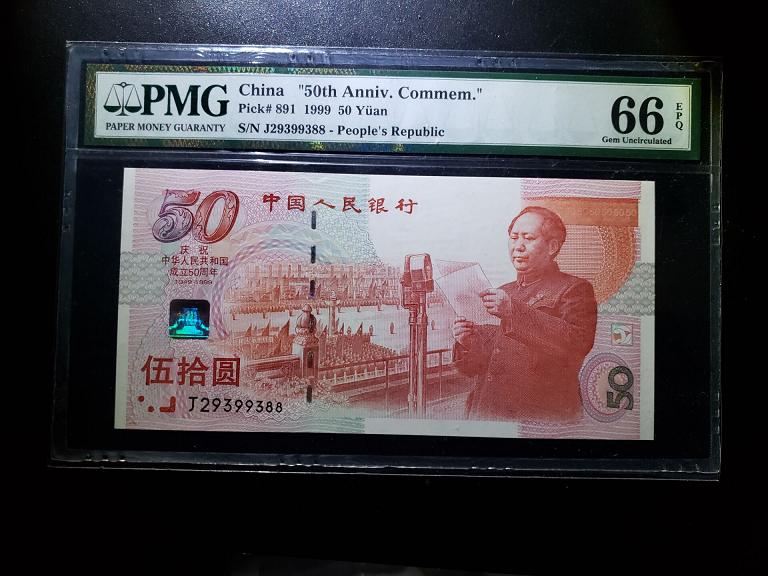 PMG
PAPER MONEY GUARANTY
China "50th Anniv. Commem."
Pick# 891 1999 50 Yüan
S/N J29399388 - People's Republic
66
EPQ
Gem Uncirculated
50
中国人民银行
庆祝
中华人民共和国
成立50周年
1949-1999
伍拾圆
J29399388
50